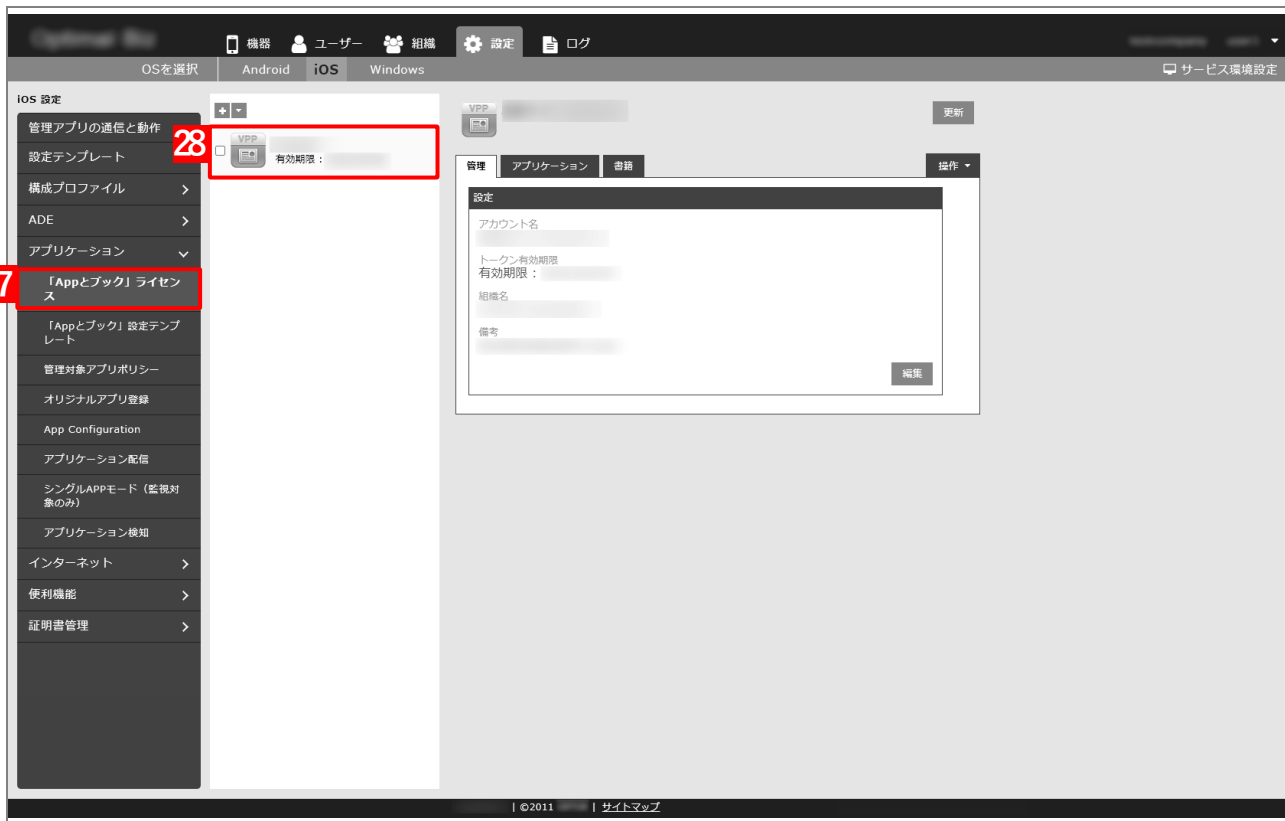 機器
ユーザー
組織
設定
ログ
OSを選択
Android
iOS
Windows
サービス環境設定
iOS 設定
管理アプリの通信と動作
設定テンプレート
構成プロファイル
ADE
アプリケーション
7
「Appとブック」ライセン
ス
「Appとブック」設定テンプ
レート
管理対象アプリポリシー
オリジナルアプリ登録
App Configuration
アプリケーション配信
シングルAPPモード（監視対
象のみ）
アプリケーション検知
インターネット
便利機能
証明書管理
28
VPP
有効期限：
VPP
更新
管理
アプリケーション
書籍
操作
設定
アカウント名
トークン有効期限
有効期限：
組織名
備考
編集
| ©2011
| サイトマップ